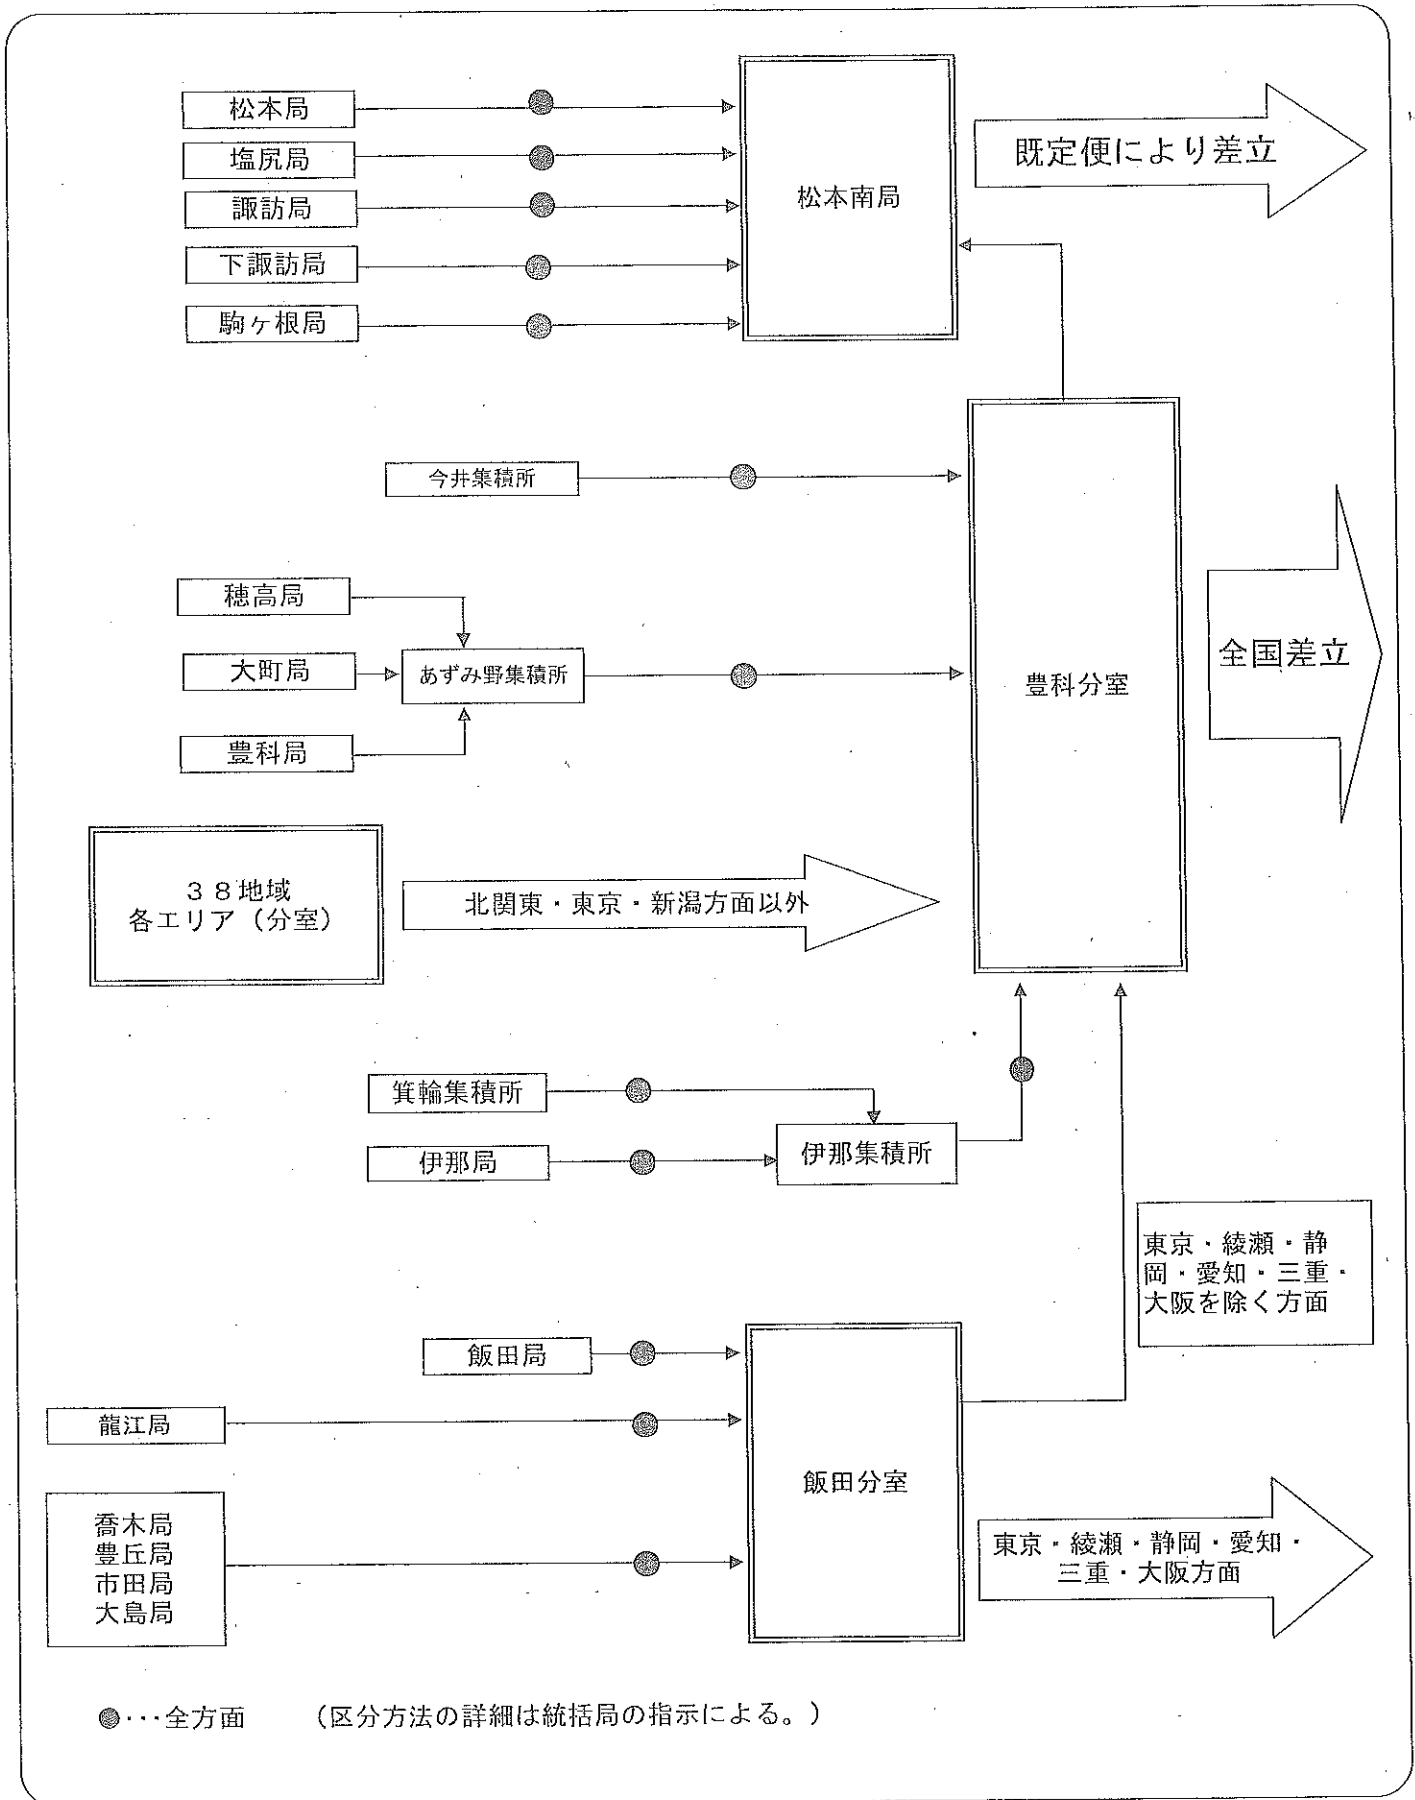 松本局
塩尻局
諏訪局
下諏訪局
駒ヶ根局
松本南局
既定便により差立
今井集積所
穂高局
大町局
豊科局
あずみ野集積所
豊科分室
全国差立
３８地域
各エリア（分室）
北関東・東京・新潟方面以外
箕輪集積所
伊那局
伊那集積所
東京・綾瀬・静
岡・愛知・三重・
大阪を除く方面
飯田局
龍江局
喬木局
豊丘局
市田局
大島局
飯田分室
東京・綾瀬・静岡・愛知・
三重・大阪方面
●･･･全方面　　（区分方法の詳細は統括局の指示による。）